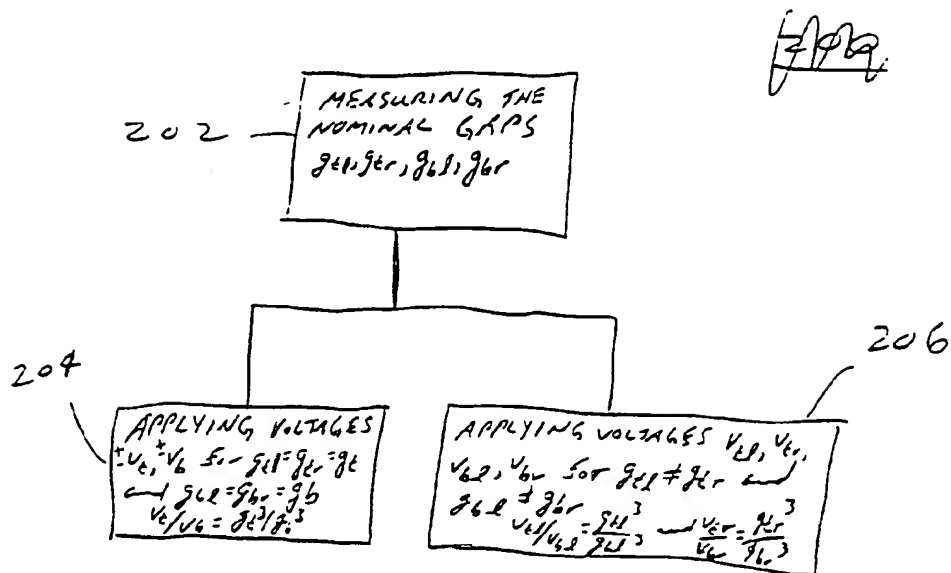 202
MEASURING THE
NOMINAL GAPS
gtl, gtr, gbl, gbr
204
APPLYING VOLTAGES
±vt, ±vb for gtl=gtr=gt
and gbl=gbr=gb
vt/vb = gt³/gb³
206
APPLYING VOLTAGES vtl, vtr,
vbl, vbr for gtl ≠ gtr and
gbl ≠ gbr
vtl/vbl = gtl³/gbl³ and vtr/vbr = gtr³/gbr³